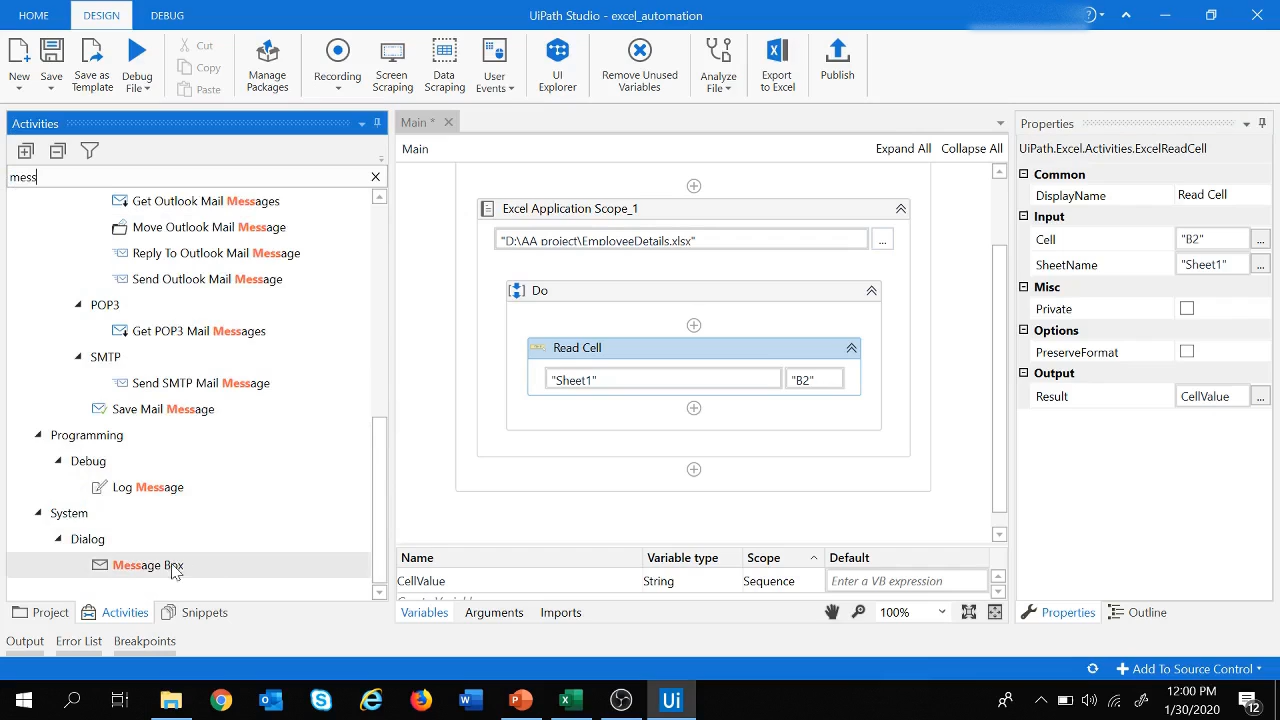 HOME DESIGN DEBUG UiPath Studio - excel_automation ?
New Save Save as Template Debug File Cut Copy Paste Manage Packages Recording Screen Scraping Data Scraping User Events UI Explorer Remove Unused Variables Analyze File Export to Excel Publish
Activities
mess
Get Outlook Mail Messages
Move Outlook Mail Message
Reply To Outlook Mail Message
Send Outlook Mail Message
POP3
Get POP3 Mail Messages
SMTP
Send SMTP Mail Message
Save Mail Message
Programming
Debug
Log Message
System
Dialog
Message Box
Project Activities Snippets
Main *
Main Expand All Collapse All
Excel Application Scope_1
"D:\AA project\EmployeeDetails.xlsx" ...
Do
Read Cell
"Sheet1" "B2"
Name Variable type Scope Default
CellValue String Sequence Enter a VB expression
Variables Arguments Imports 100%
Properties
UiPath.Excel.Activities.ExcelReadCell
Common
DisplayName Read Cell
Input
Cell "B2" ...
SheetName "Sheet1" ...
Misc
Private
Options
PreserveFormat
Output
Result CellValue ...
Properties Outline
Output Error List Breakpoints
Add To Source Control
Ui
12:00 PM
1/30/2020
12